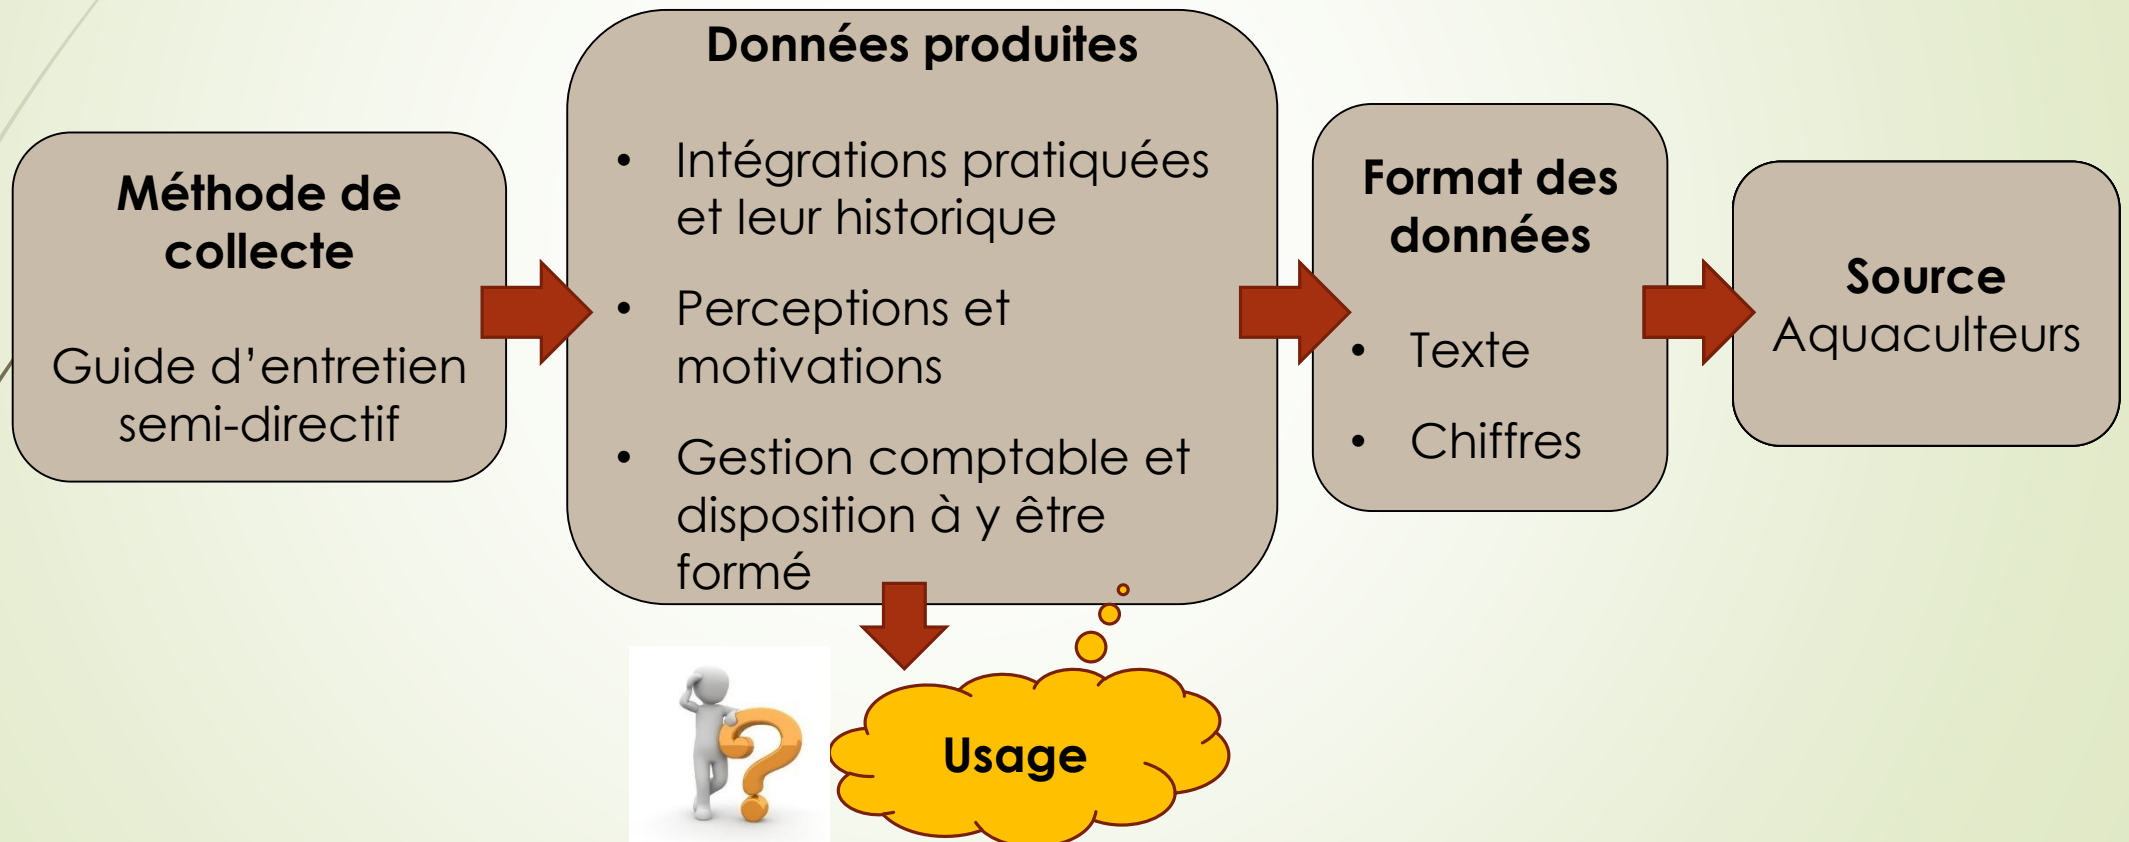 Méthode de
collecte
Guide d’entretien
semi-directif
Données produites
• Intégrations pratiquées
et leur historique
• Perceptions et
motivations
• Gestion comptable et
disposition à y être
formé
Format des
données
• Texte
• Chiffres
Source
Aquaculteurs
Usage
?